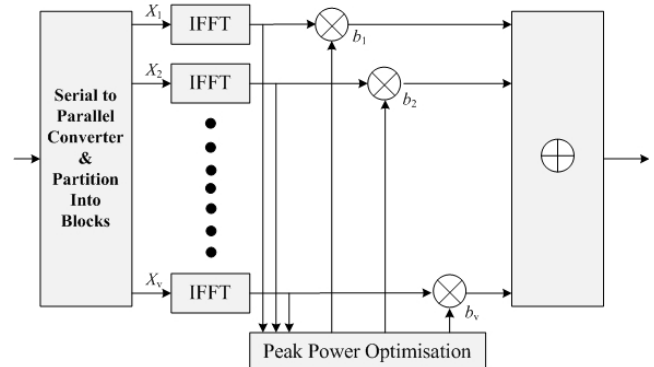 X1
IFFT
b1
X2
IFFT
b2
Serial to
Parallel
Converter
&
Partition
Into
Blocks
Xv
IFFT
bv
Peak Power Optimisation